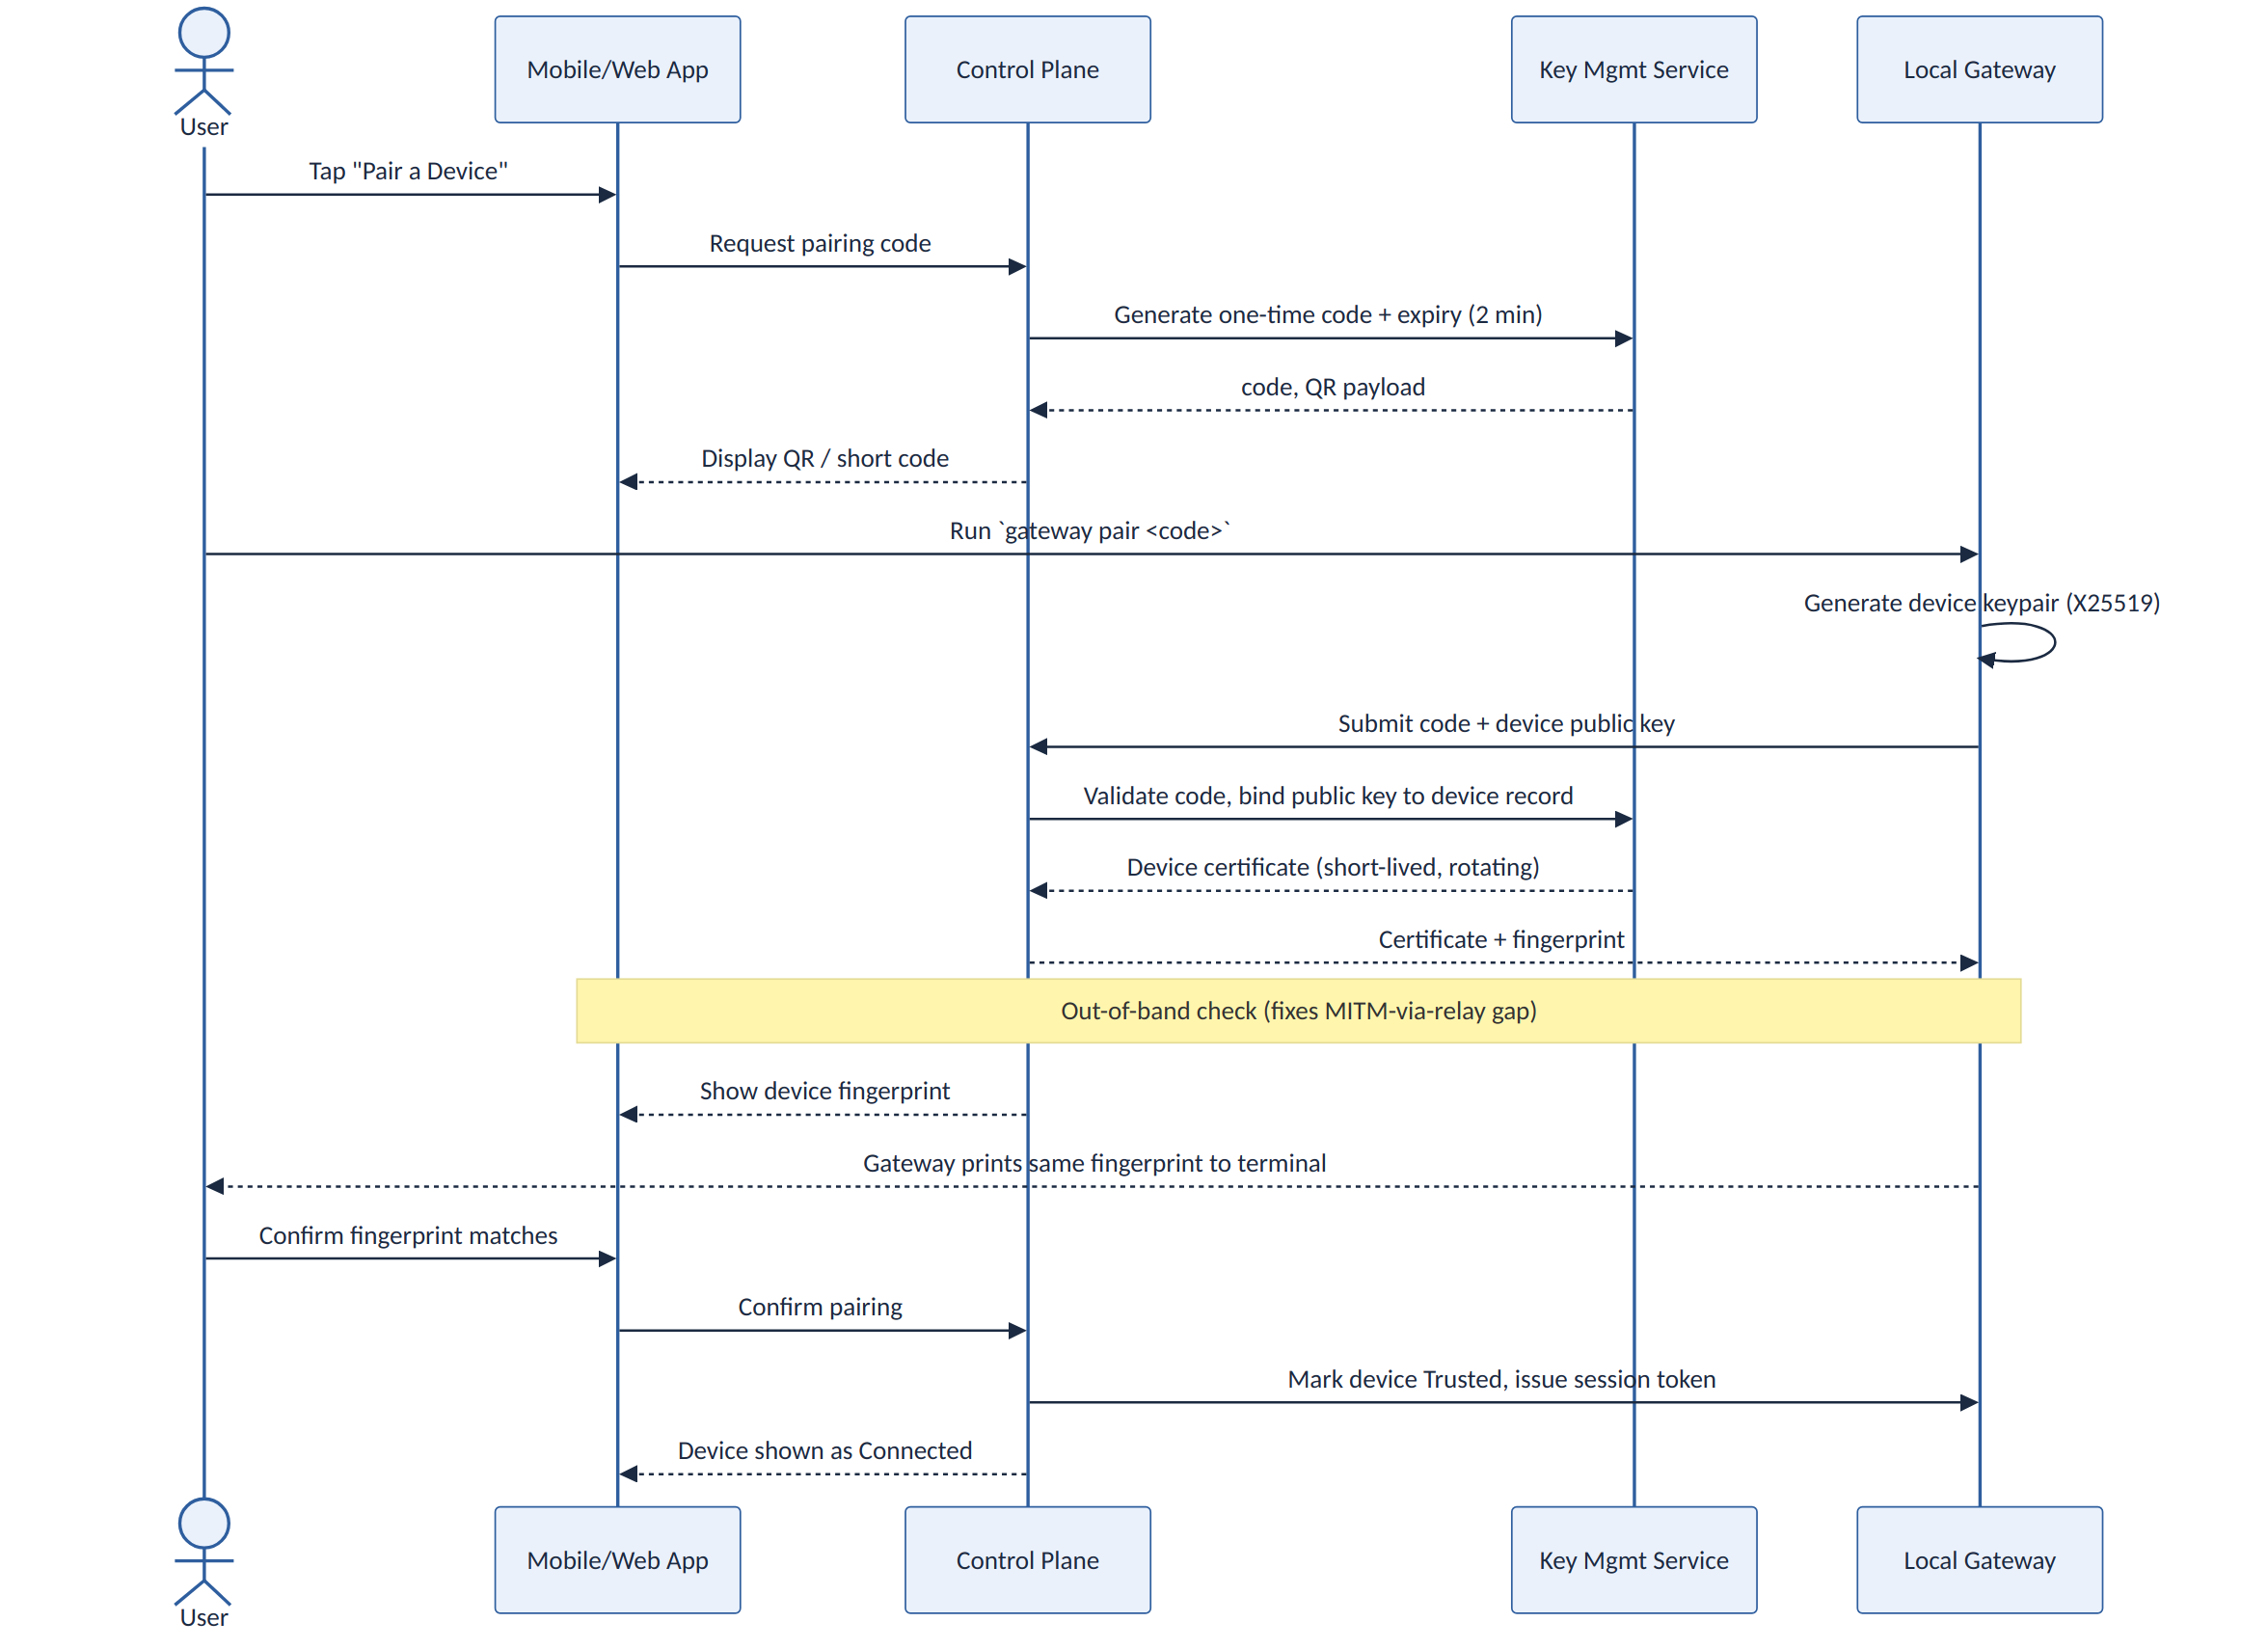 User
Mobile/Web App
Control Plane
Key Mgmt Service
Local Gateway
Tap "Pair a Device"
Request pairing code
Generate one-time code + expiry (2 min)
code, QR payload
Display QR / short code
Run `gateway pair <code>`
Generate device keypair (X25519)
Submit code + device public key
Validate code, bind public key to device record
Device certificate (short-lived, rotating)
Certificate + fingerprint
Out-of-band check (fixes MITM-via-relay gap)
Show device fingerprint
Gateway prints same fingerprint to terminal
Confirm fingerprint matches
Confirm pairing
Mark device Trusted, issue session token
Device shown as Connected
User
Mobile/Web App
Control Plane
Key Mgmt Service
Local Gateway